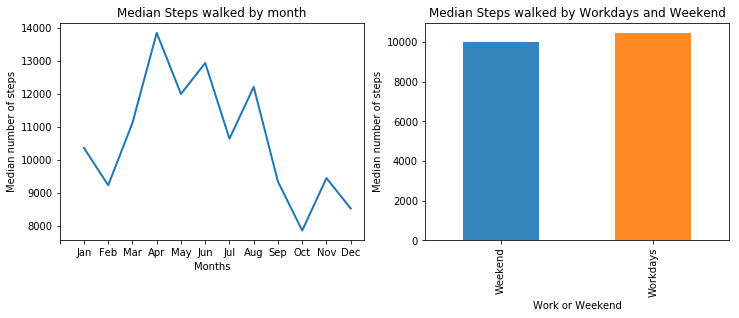 Median Steps walked by month
Median number of steps
14000
13000
12000
11000
10000
9000
8000
Jan Feb Mar Apr May Jun Jul Aug Sep Oct Nov Dec
Months
Median Steps walked by Workdays and Weekend
Median number of steps
10000
8000
6000
4000
2000
0
Weekend
Workdays
Work or Weekend